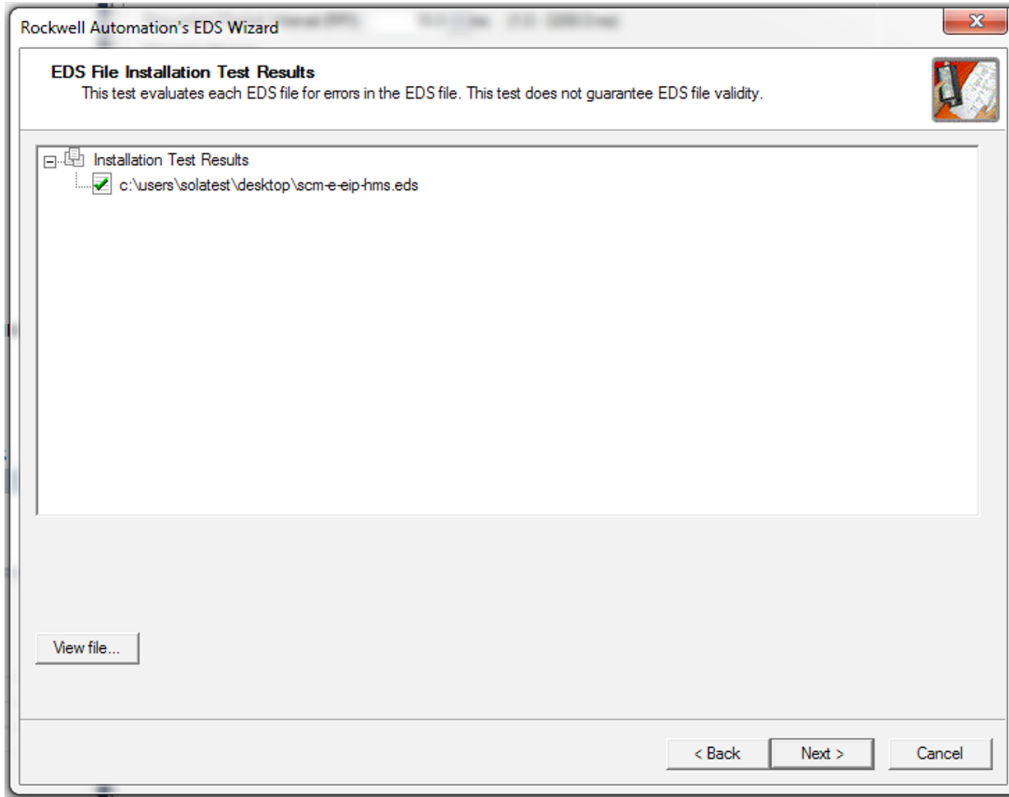 Rockwell Automation's EDS Wizard
EDS File Installation Test Results
This test evaluates each EDS file for errors in the EDS file. This test does not guarantee EDS file validity.
Installation Test Results
c:\users\solatest\desktop\scm-e-eip-hms.eds
View file...
< Back
Next >
Cancel